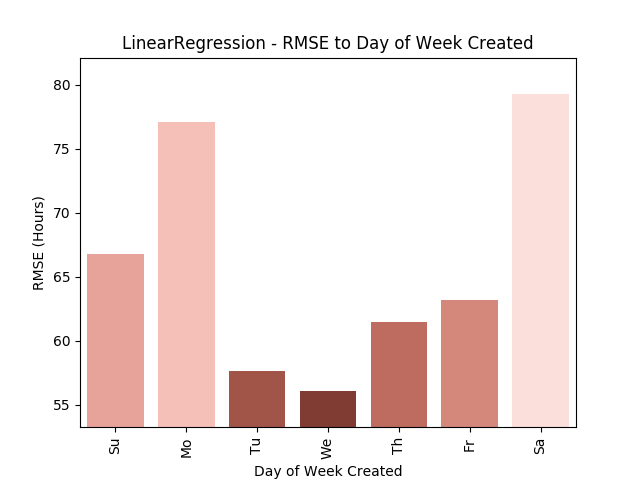 LinearRegression - RMSE to Day of Week Created
80
75
70
65
60
55
RMSE (Hours)
Su
Mo
Tu
We
Th
Fr
Sa
Day of Week Created